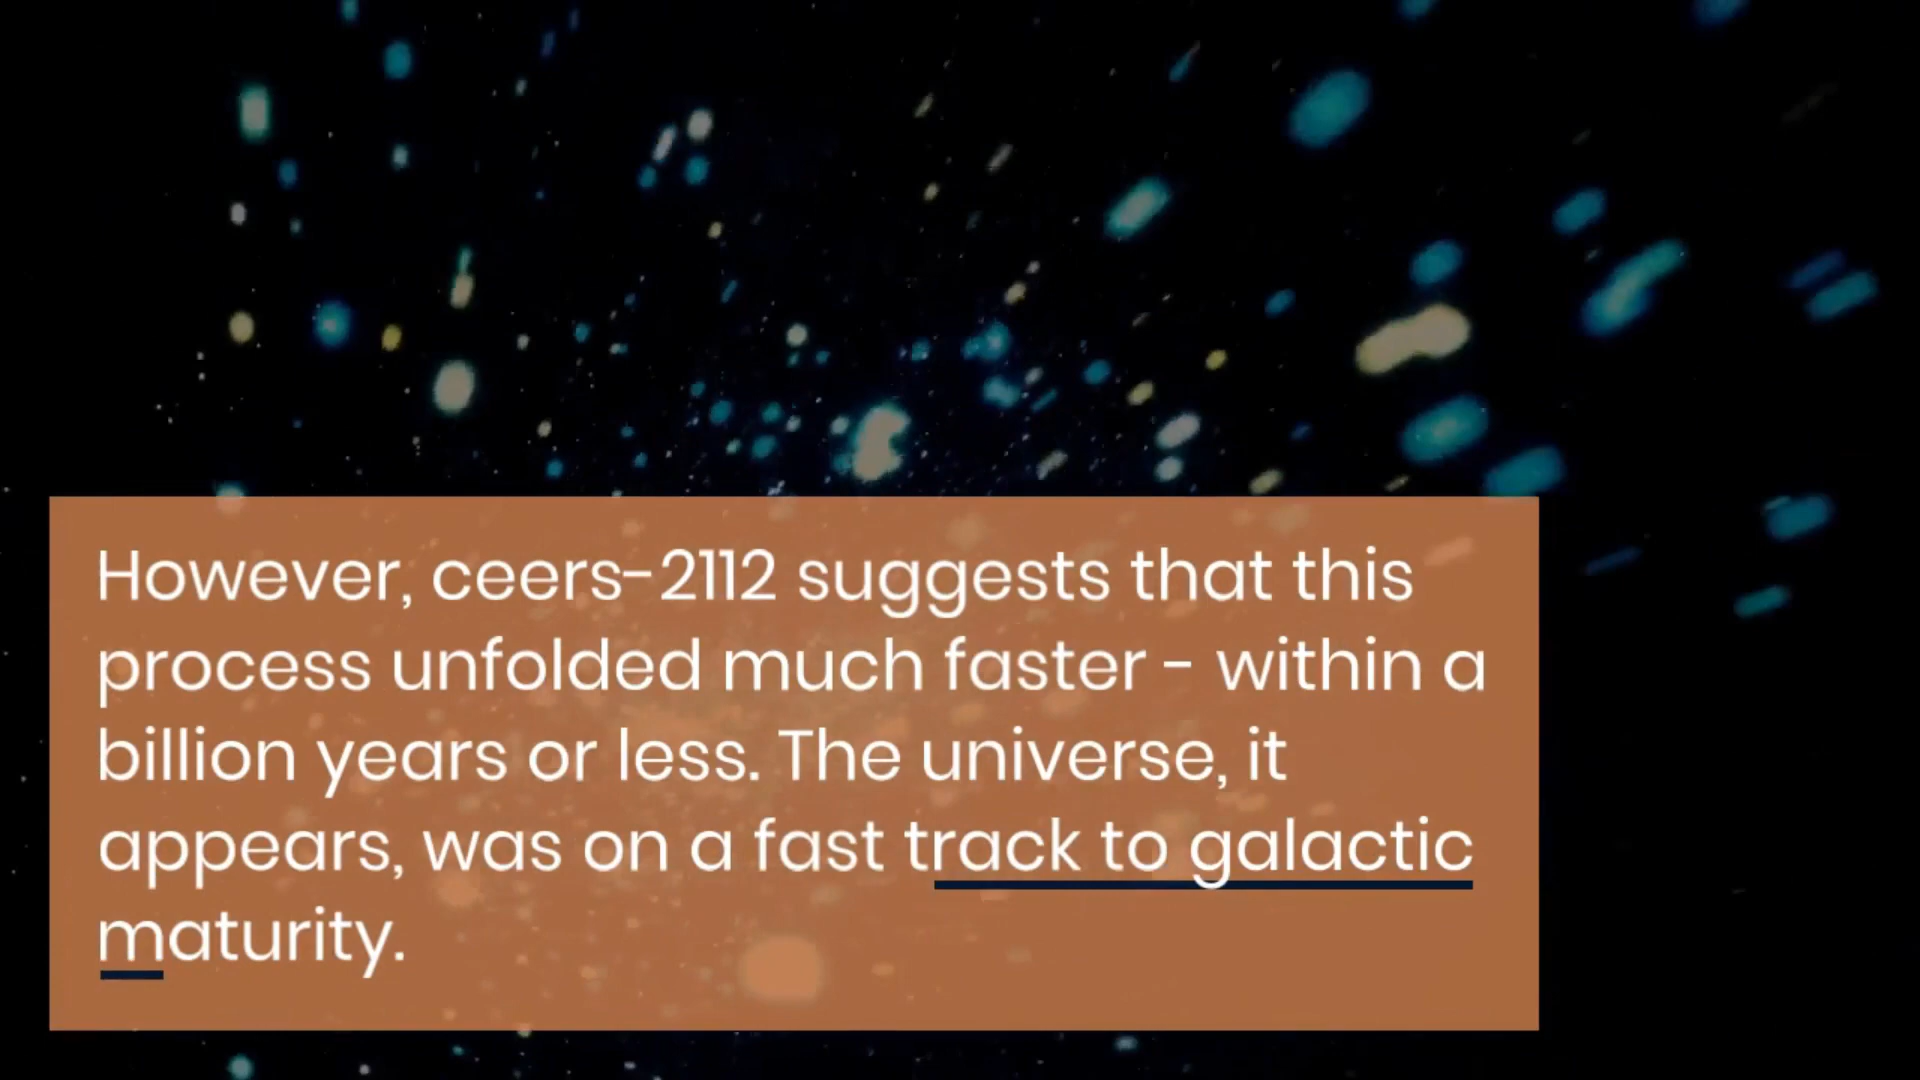 However, ceers-2112 suggests that this
process unfolded much faster - within a
billion years or less. The universe, it
appears, was on a fast track to galactic
maturity.